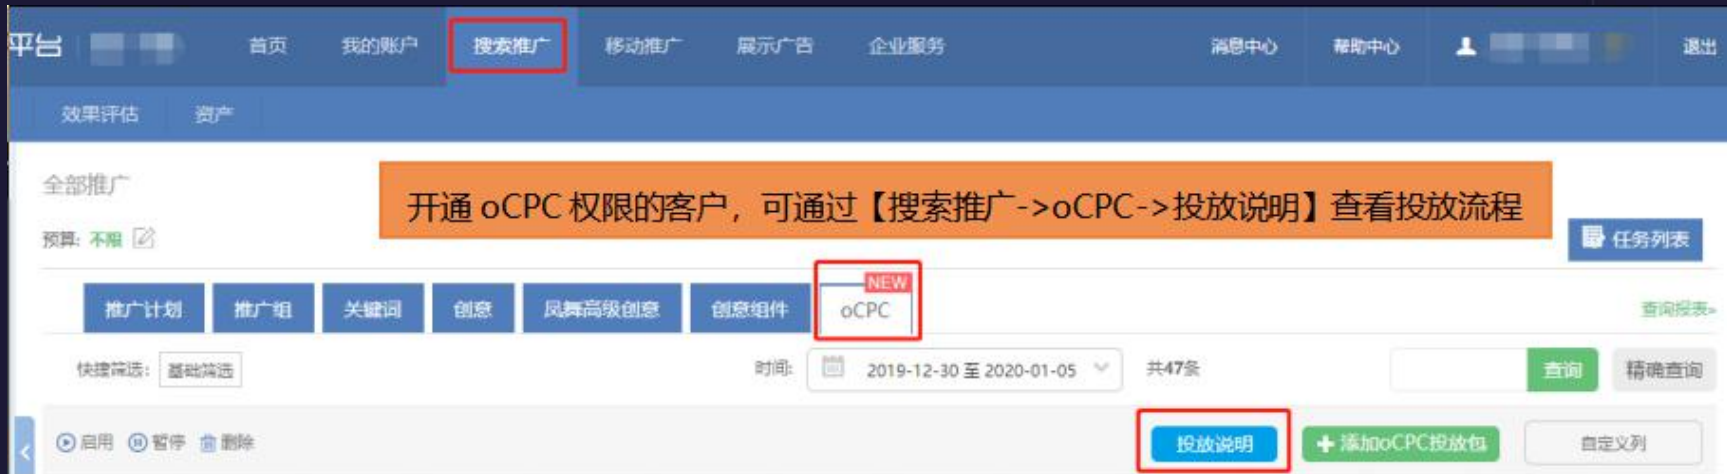 平台 首页 我的账户 搜索推广 移动推广 展示广告 企业服务 消息中心 帮助中心 退出
效果评估 资产
全部推广
开通 oCPC 权限的客户，可通过【搜索推广->oCPC->投放说明】查看投放流程
预算: 不限 任务列表
NEW
推广计划 推广组 关键词 创意 凤舞高级创意 创意组件 oCPC 查询报表»
快捷筛选: 基础筛选 时间: 2019-12-30 至 2020-01-05 共47条 查询 精确查询
启用 暂停 删除 投放说明 添加oCPC投放包 自定义列